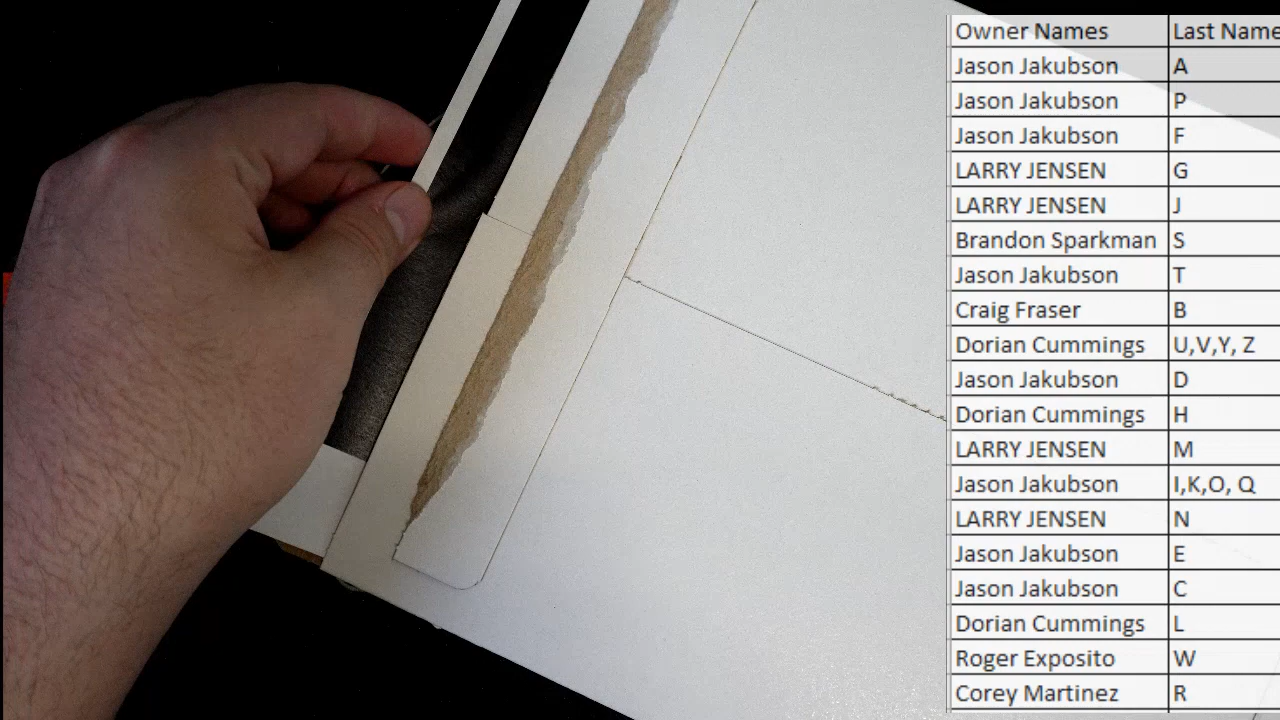 Owner Names Last Name
Jason Jakubson A
Jason Jakubson P
Jason Jakubson F
LARRY JENSEN G
LARRY JENSEN J
Brandon Sparkman S
Jason Jakubson T
Craig Fraser B
Dorian Cummings U,V,Y, Z
Jason Jakubson D
Dorian Cummings H
LARRY JENSEN M
Jason Jakubson I,K,O, Q
LARRY JENSEN N
Jason Jakubson E
Jason Jakubson C
Dorian Cummings L
Roger Exposito W
Corey Martinez R